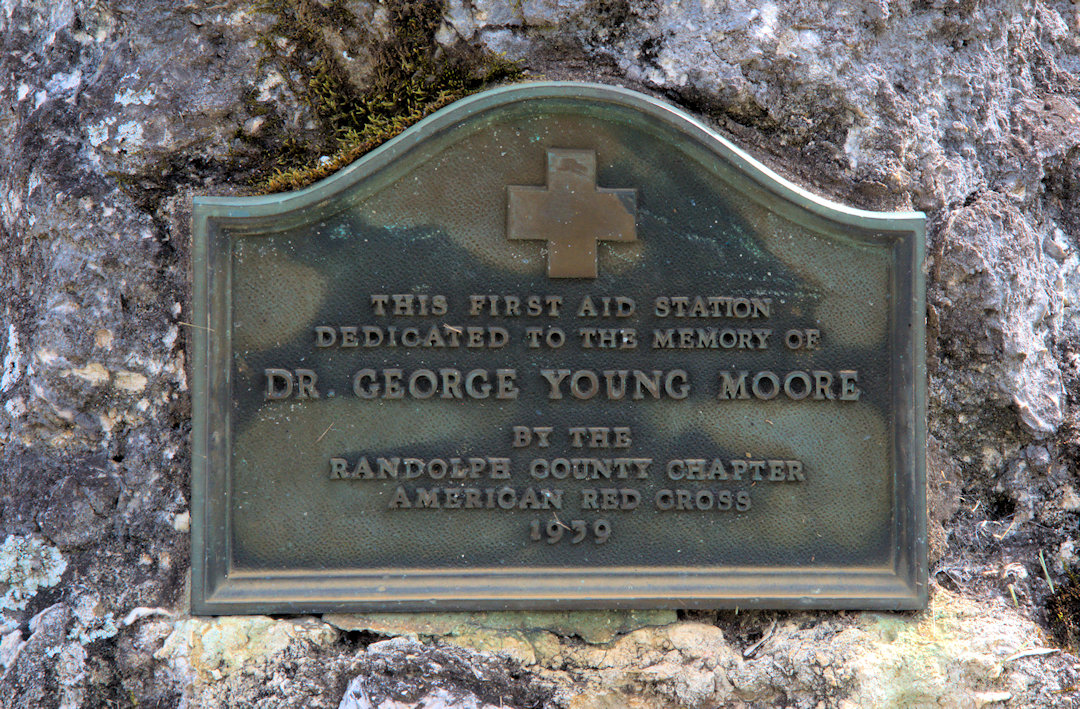 THIS FIRST AID STATION
DEDICATED TO THE MEMORY OF
DR. GEORGE YOUNG MOORE
BY THE
RANDOLPH COUNTY CHAPTER
AMERICAN RED CROSS
1939